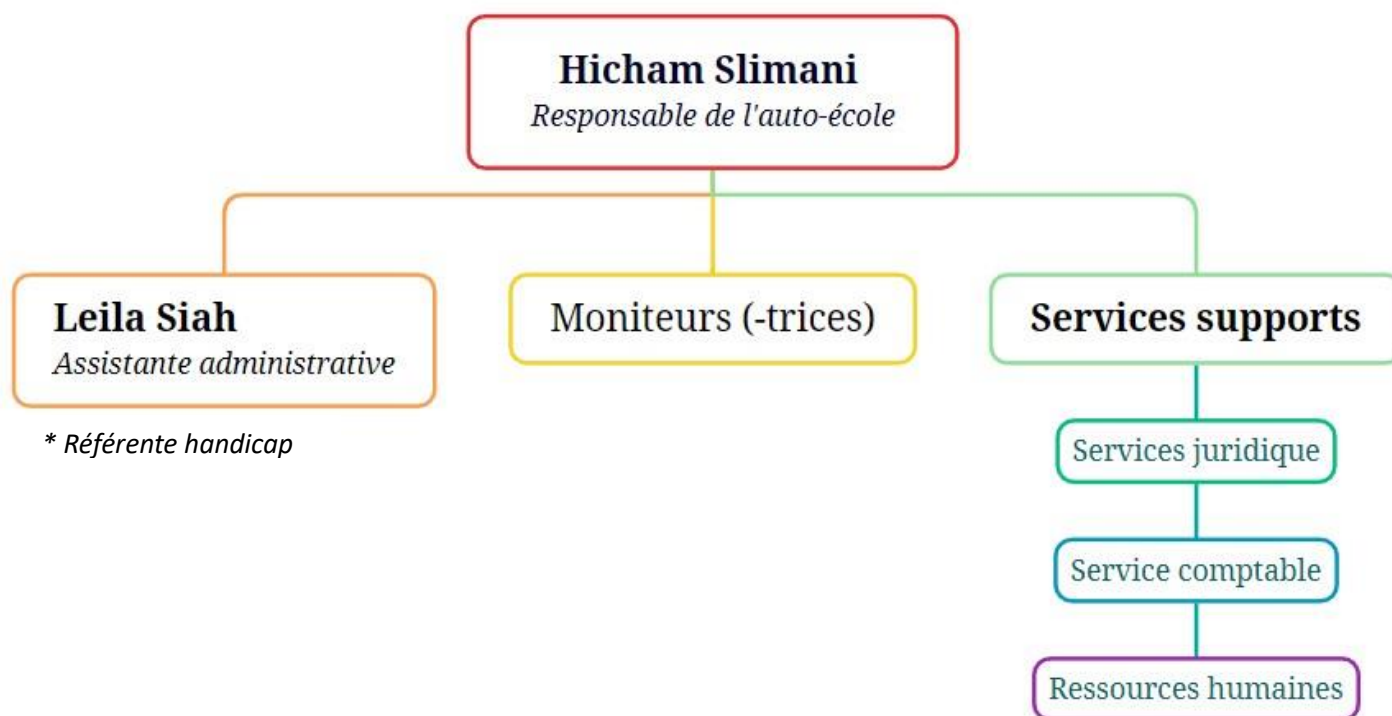 Hicham Slimani
Responsable de l'auto-école
Leila Siah
Assistante administrative
* Référente handicap
Moniteurs (-trices)
Services supports
Services juridique
Service comptable
Ressources humaines